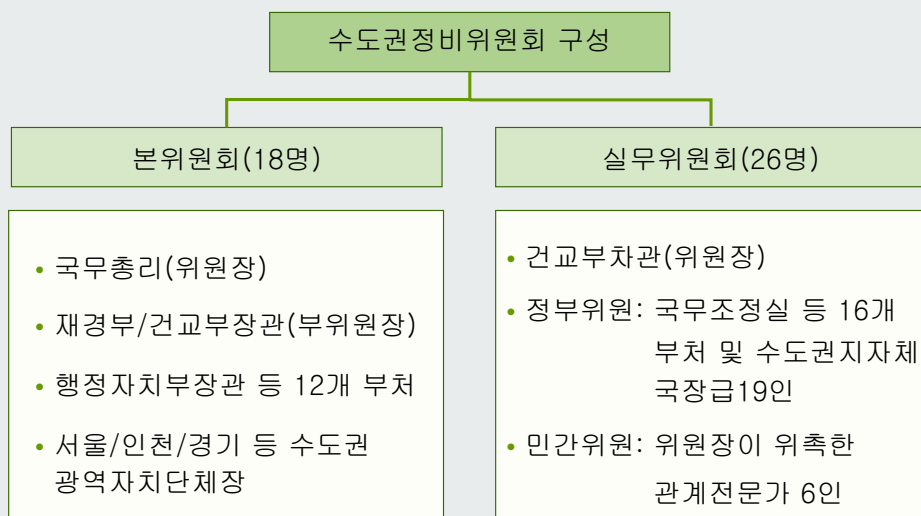 수도권정비위원회 구성
본위원회(18명)
• 국무총리(위원장)
• 재경부/건교부장관(부위원장)
• 행정자치부장관 등 12개 부처
• 서울/인천/경기 등 수도권
광역자치단체장
실무위원회(26명)
• 건교부차관(위원장)
• 정부위원: 국무조정실 등 16개
부처 및 수도권지자체
국장급19인
• 민간위원: 위원장이 위촉한
관계전문가 6인